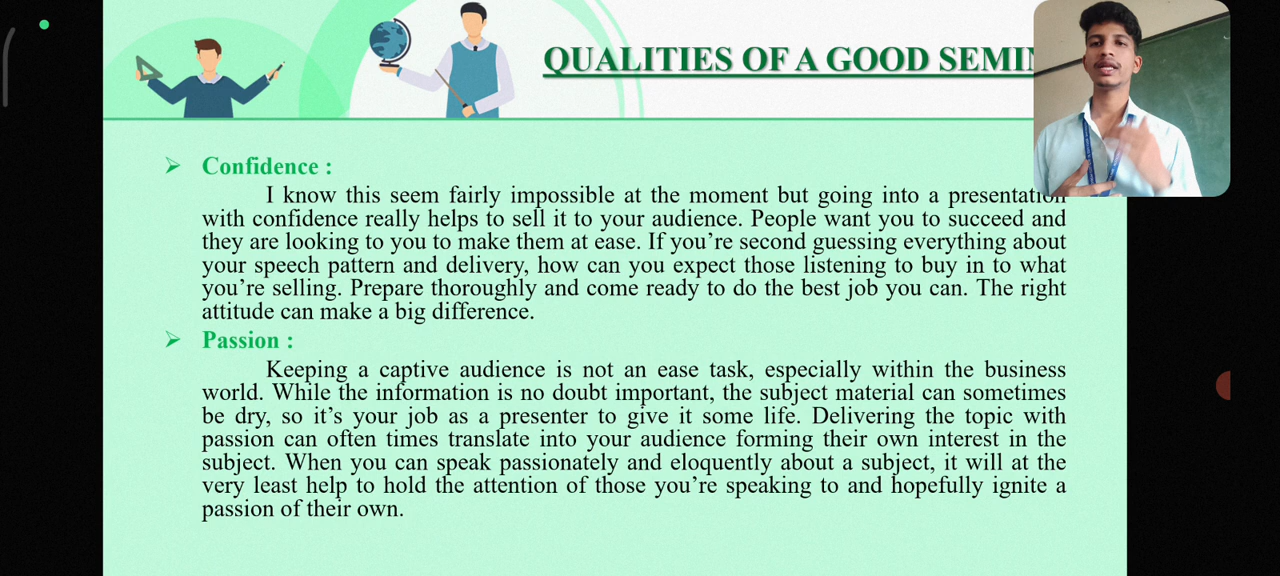 QUALITIES OF A GOOD SEMI
➢ Confidence :
I know this seem fairly impossible at the moment but going into a presentation
with confidence really helps to sell it to your audience. People want you to succeed and
they are looking to you to make them at ease. If you’re second guessing everything about
your speech pattern and delivery, how can you expect those listening to buy in to what
you’re selling. Prepare thoroughly and come ready to do the best job you can. The right
attitude can make a big difference.
➢ Passion :
Keeping a captive audience is not an ease task, especially within the business
world. While the information is no doubt important, the subject material can sometimes
be dry, so it’s your job as a presenter to give it some life. Delivering the topic with
passion can often times translate into your audience forming their own interest in the
subject. When you can speak passionately and eloquently about a subject, it will at the
very least help to hold the attention of those you’re speaking to and hopefully ignite a
passion of their own.